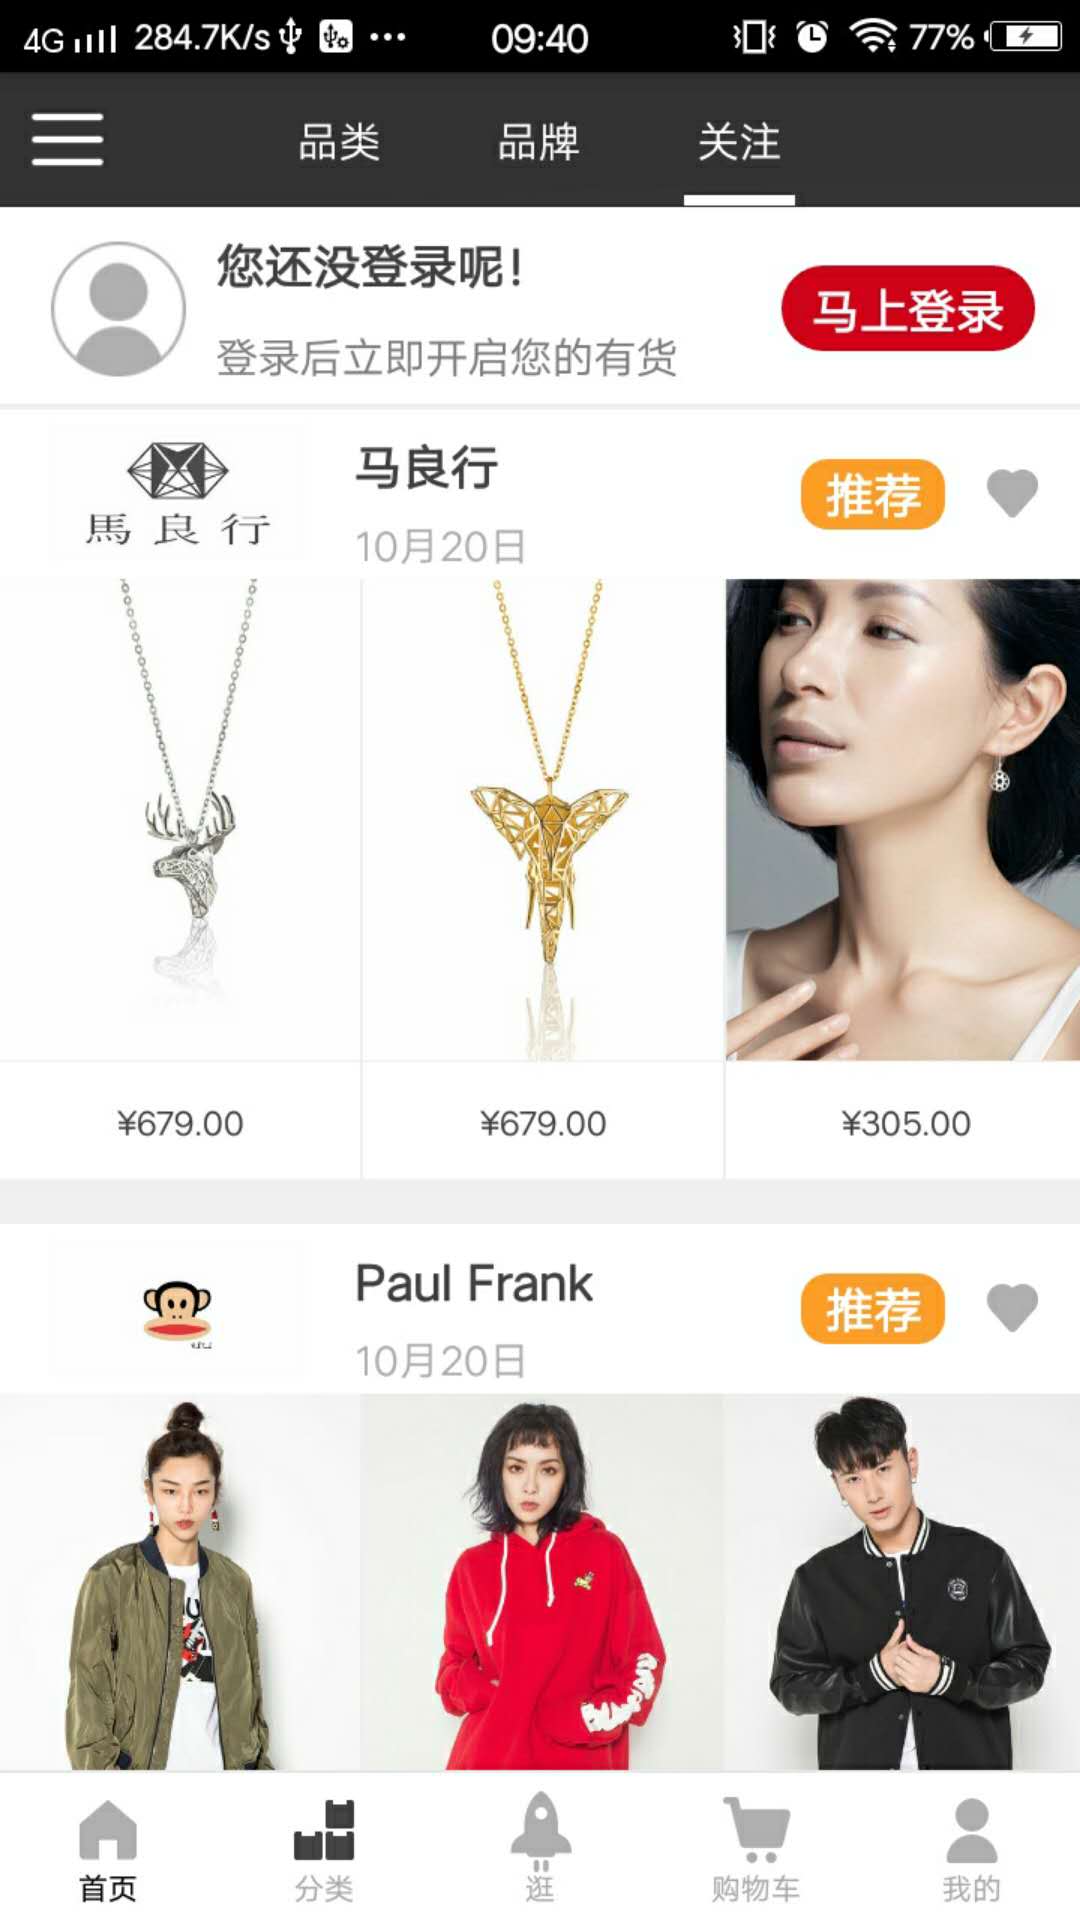 4G 284.7K/s 09:40 77%
品类 品牌 关注
您还没登录呢!
登录后立即开启您的有货
马上登录
馬良行
马良行
10月20日
推荐
¥679.00 ¥679.00 ¥305.00
Paul Frank
10月20日
推荐
首页 分类 逛 购物车 我的